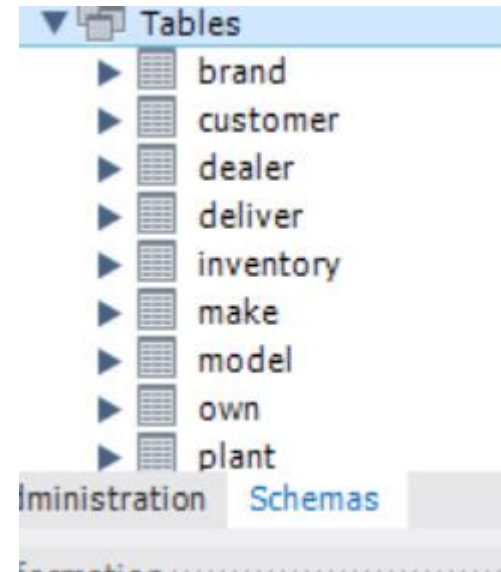 Tables
brand
customer
dealer
deliver
inventory
make
model
own
plant
Schemas